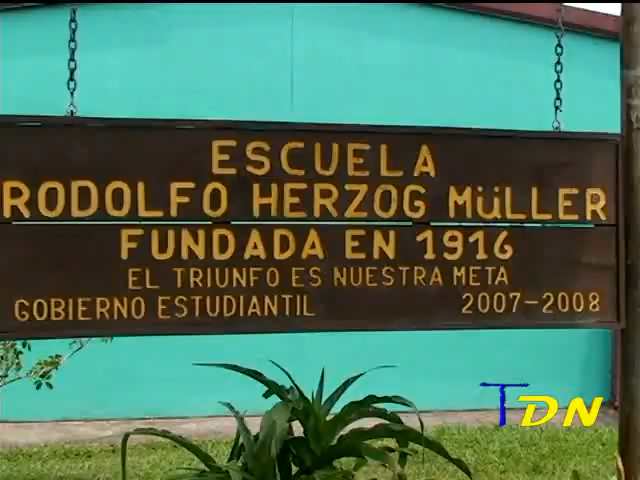 ESCUELA
RODOLFO HERZOG MüLLER
FUNDADA EN 1916
EL TRIUNFO ES NUESTRA META
GOBIERNO ESTUDIANTIL 2007-2008
TDN